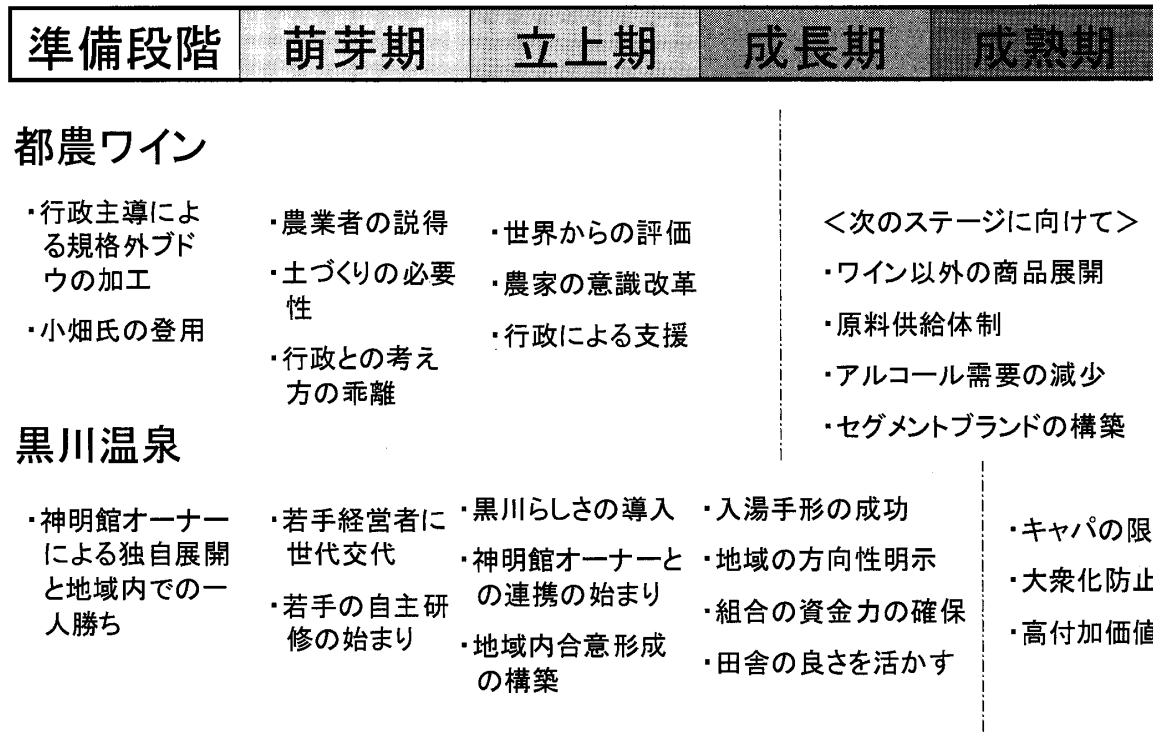 準備段階 萌芽期 立上期 成長期 成熟期
都農ワイン
・行政主導によ
る規格外ブド
ウの加工
・小畑氏の登用
・農業者の説得
・土づくりの必要
性
・行政との考え
方の乖離
・世界からの評価
・農家の意識改革
・行政による支援
＜次のステージに向けて＞
・ワイン以外の商品展開
・原料供給体制
・アルコール需要の減少
・セグメントブランドの構築
黒川温泉
・神明館オーナー
による独自展開
と地域内での一
人勝ち
・若手経営者に
世代交代
・若手の自主研
修の始まり
・黒川らしさの導入
・神明館オーナーと
の連携の始まり
・地域内合意形成
の構築
・入湯手形の成功
・地域の方向性明示
・組合の資金力の確保
・田舎の良さを活かす
・キャパの限
・大衆化防止
・高付加価値